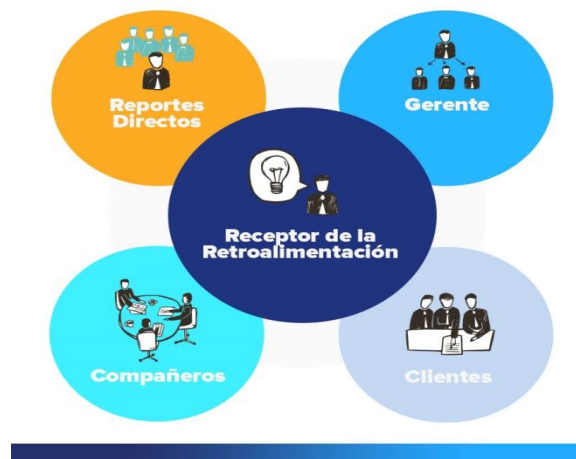 Reportes
Directos
Gerente
Receptor de la
Retroalimentación
Compañeros
Clientes